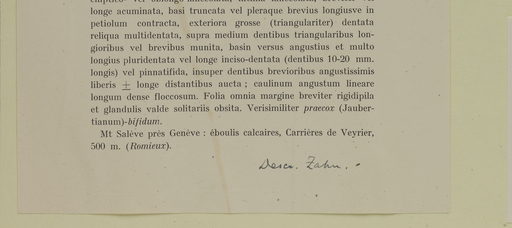 longe acuminata, basi truncata vel pleraque brevius longiusve in
petiolum contracta, exteriora grosse (triangulariter) dentata
reliqua multidentata, supra medium dentibus triangularibus lon-
gioribus vel brevibus munita, basin versus angustius et multo
longius pluridentata vel longe inciso-dentata (dentibus 10-20 mm.
longis) vel pinnatifida, insuper dentibus brevioribus angustissimis
liberis ± longe distantibus aucta ; caulinum angustum lineare
longum dense floccosum. Folia omnia margine breviter rigidipila
et glandulis valde solitariis obsita. Verisimiliter praecox (Jauber-
tianum)-bifidum.
Mt Salève près Genève : éboulis calcaires, Carrières de Veyrier,
500 m. (Romieux).
Descr. Zahn.